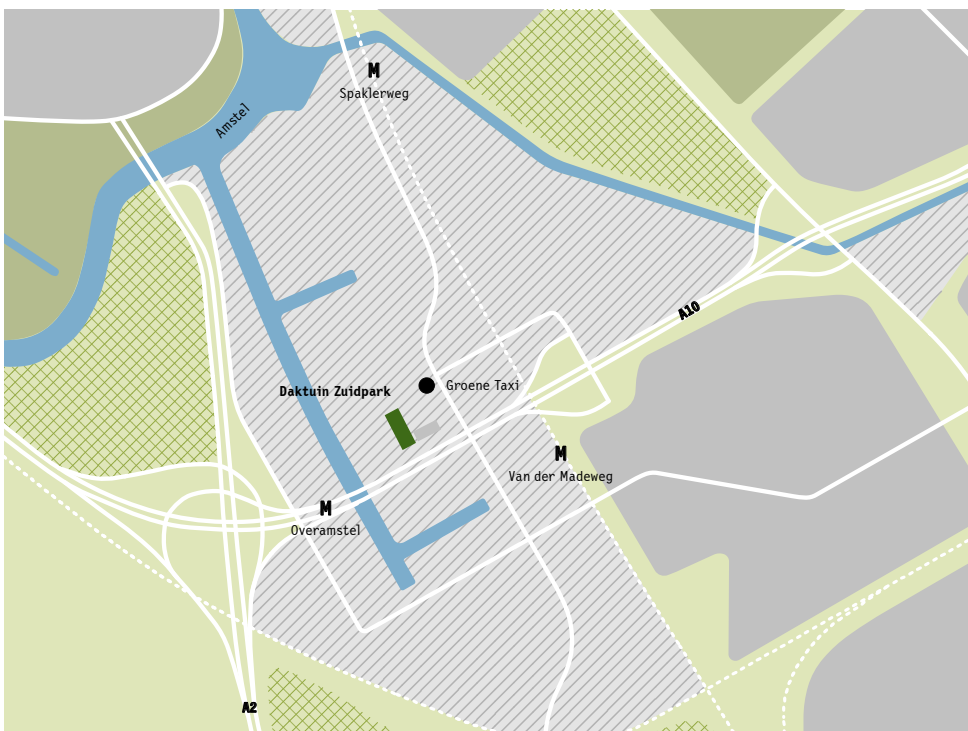 M
Spaklerweg
Amstel
A10
Groene Taxi
Daktuin Zuidpark
M
Van der Madeweg
M
Overamstel
A2